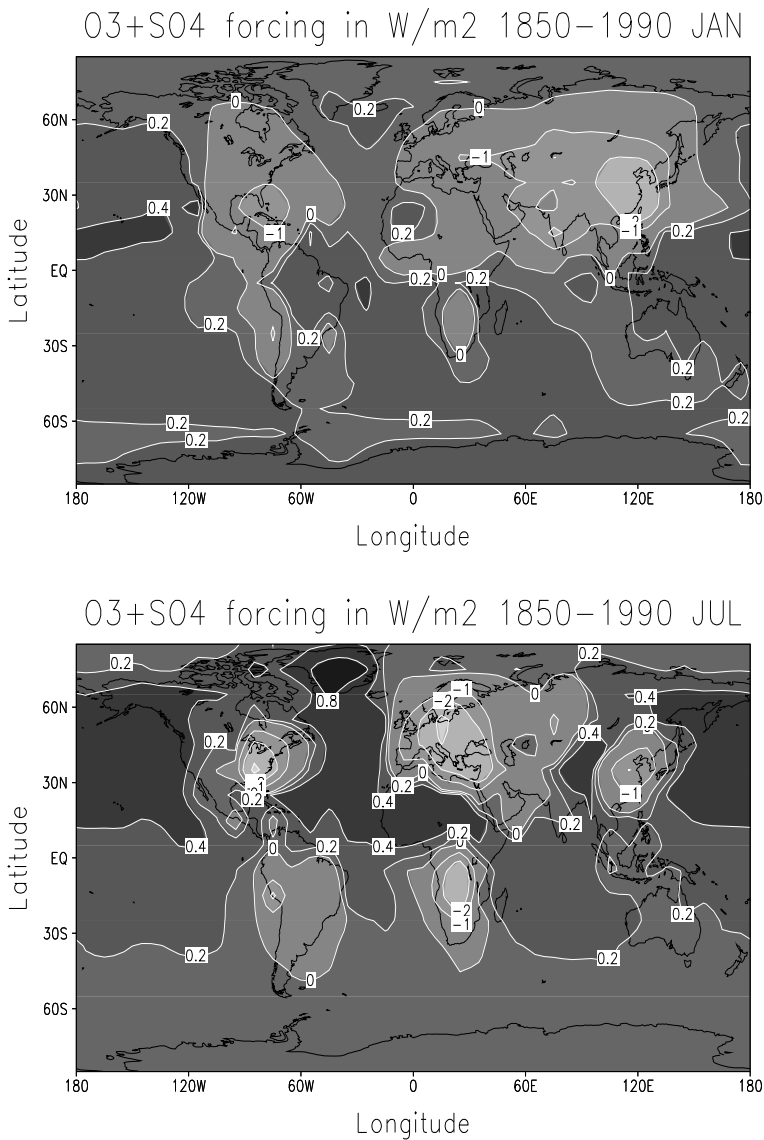 O3+SO4 forcing in W/m2 1850−1990 JAN
0 0.2 0
0.2
60N
−1
30N
0.4 0
0.2 −1 −2 −1 0.2
EQ
0.2 0 0.2 0
0.2 0.2
30S
0 0.2
0.2
0.2 0.2 0.2
60S
0.2
180 120W 60W 0 60E 120E 180
Latitude
Longitude
O3+SO4 forcing in W/m2 1850−1990 JUL
0.2 0.2
0.8 −1 0 0.4
60N
−2 0.2
0.2 0.4
0
30N
0.2 −1
0.2 0.4
0.2 0 0.2
0.4 0 0.2 0.4
EQ
−2 0.2
−1
30S
0.2 0.2
0
60S
180 120W 60W 0 60E 120E 180
Latitude
Longitude